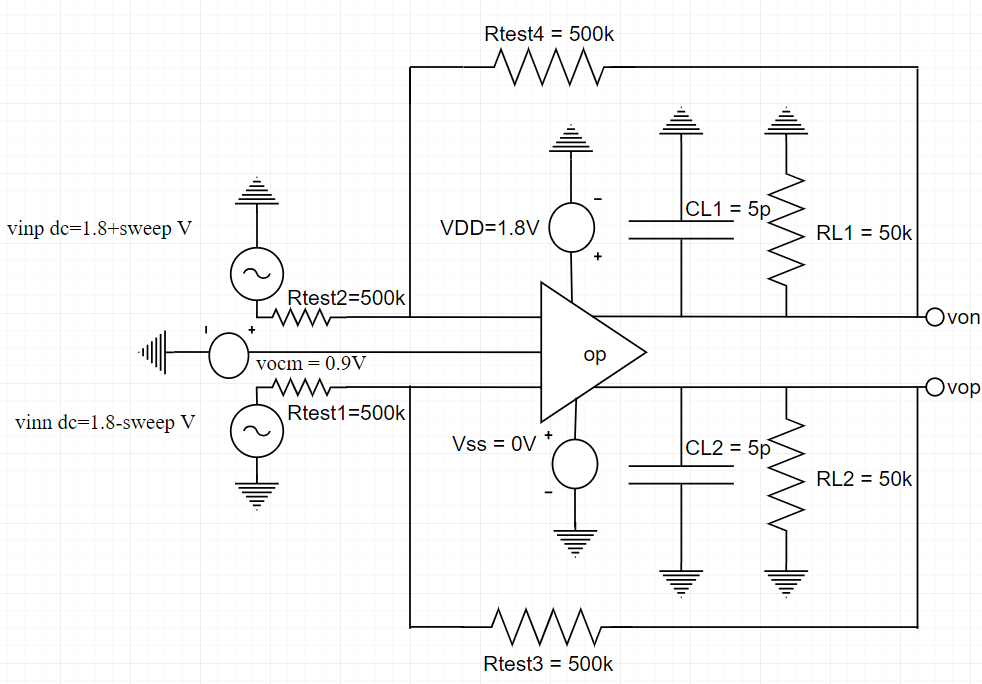 Rtest4 = 500k
vinp dc=1.8+sweep V
VDD=1.8V
-
+
CL1 = 5p
RL1 = 50k
Rtest2=500k
von
+
op
vocm = 0.9V
vop
Rtest1=500k
vinn dc=1.8-sweep V
Vss = 0V
+
-
CL2 = 5p
RL2 = 50k
Rtest3 = 500k